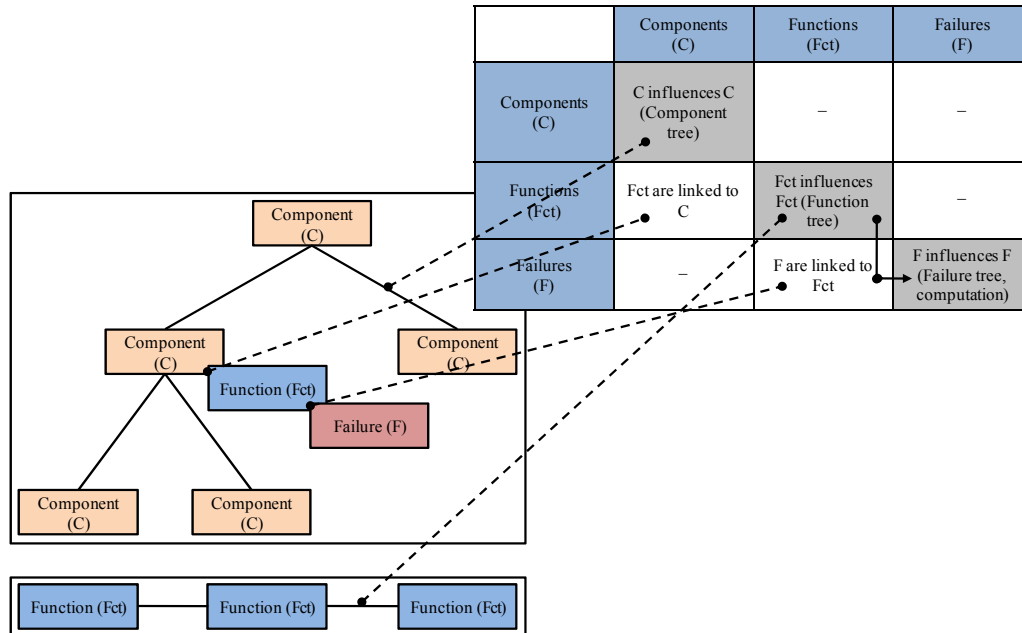 Components
(C)
Functions
(Fct)
Failures
(F)
Components
(C)
C influences C
(Component
tree)
–
–
Functions
(Fct)
Fct are linked to
C
Fct influences
Fct (Function
tree)
–
Failures
(F)
–
F are linked to
Fct
F influences F
(Failure tree,
computation)
Component
(C)
Component
(C)
Component
(C)
Function (Fct)
Failure (F)
Component
(C)
Component
(C)
Function (Fct)
Function (Fct)
Function (Fct)